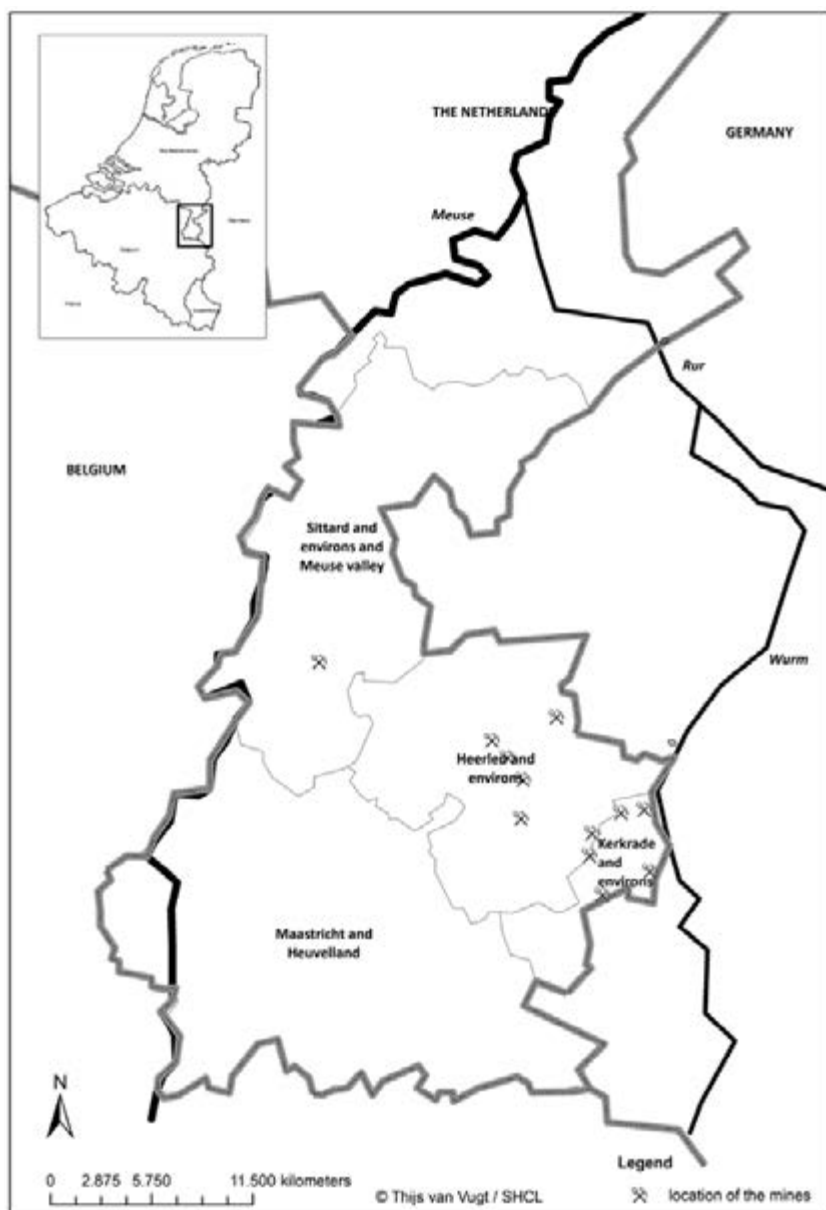 THE NETHERLANDS
GERMANY
Meuse
Rur
BELGIUM
Sittard and
environs and
Meuse valley
Wurm
Heerlen and
environs
Kerkrade
and
environs
Maastricht and
Heuvelland
N
Legend
0 2.875 5.750 11.500 kilometers
© Thijs van Vugt / SHCL
location of the mines